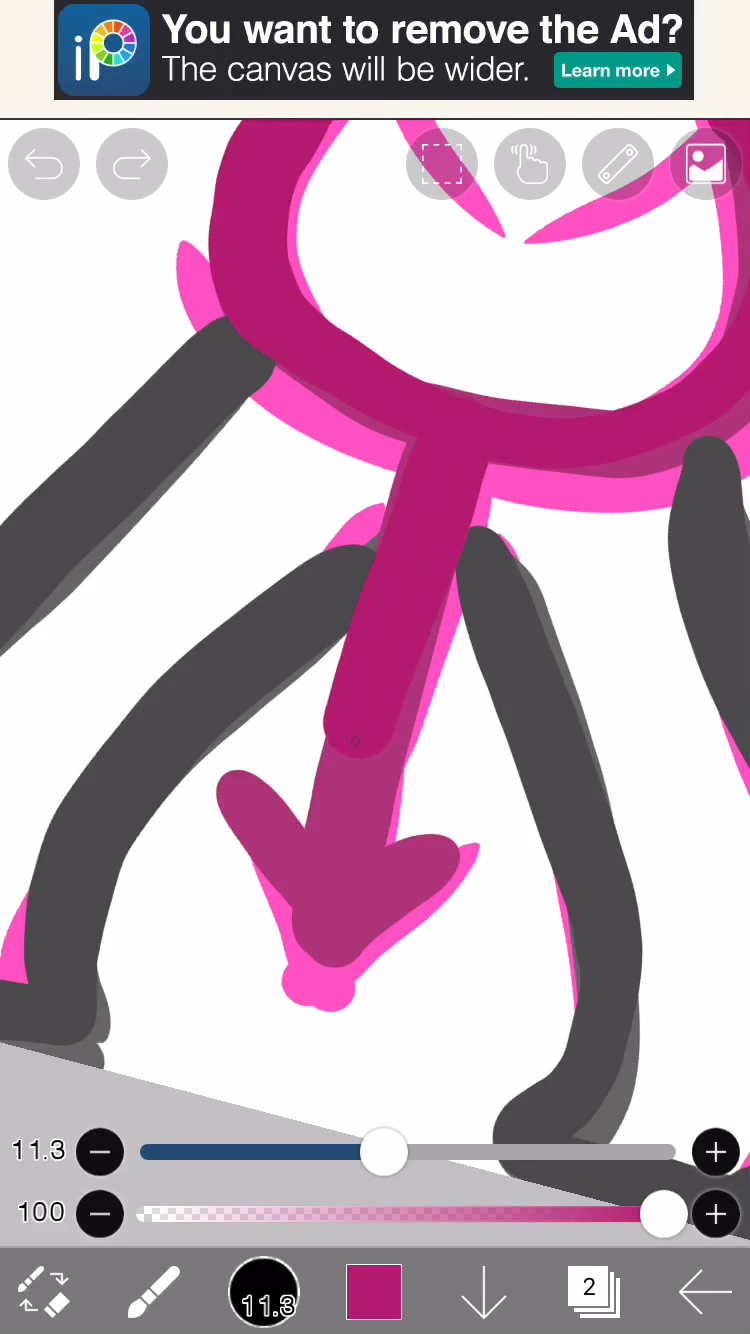 iP
You want to remove the Ad?
The canvas will be wider.
Learn more
11.3
100
11.3
2